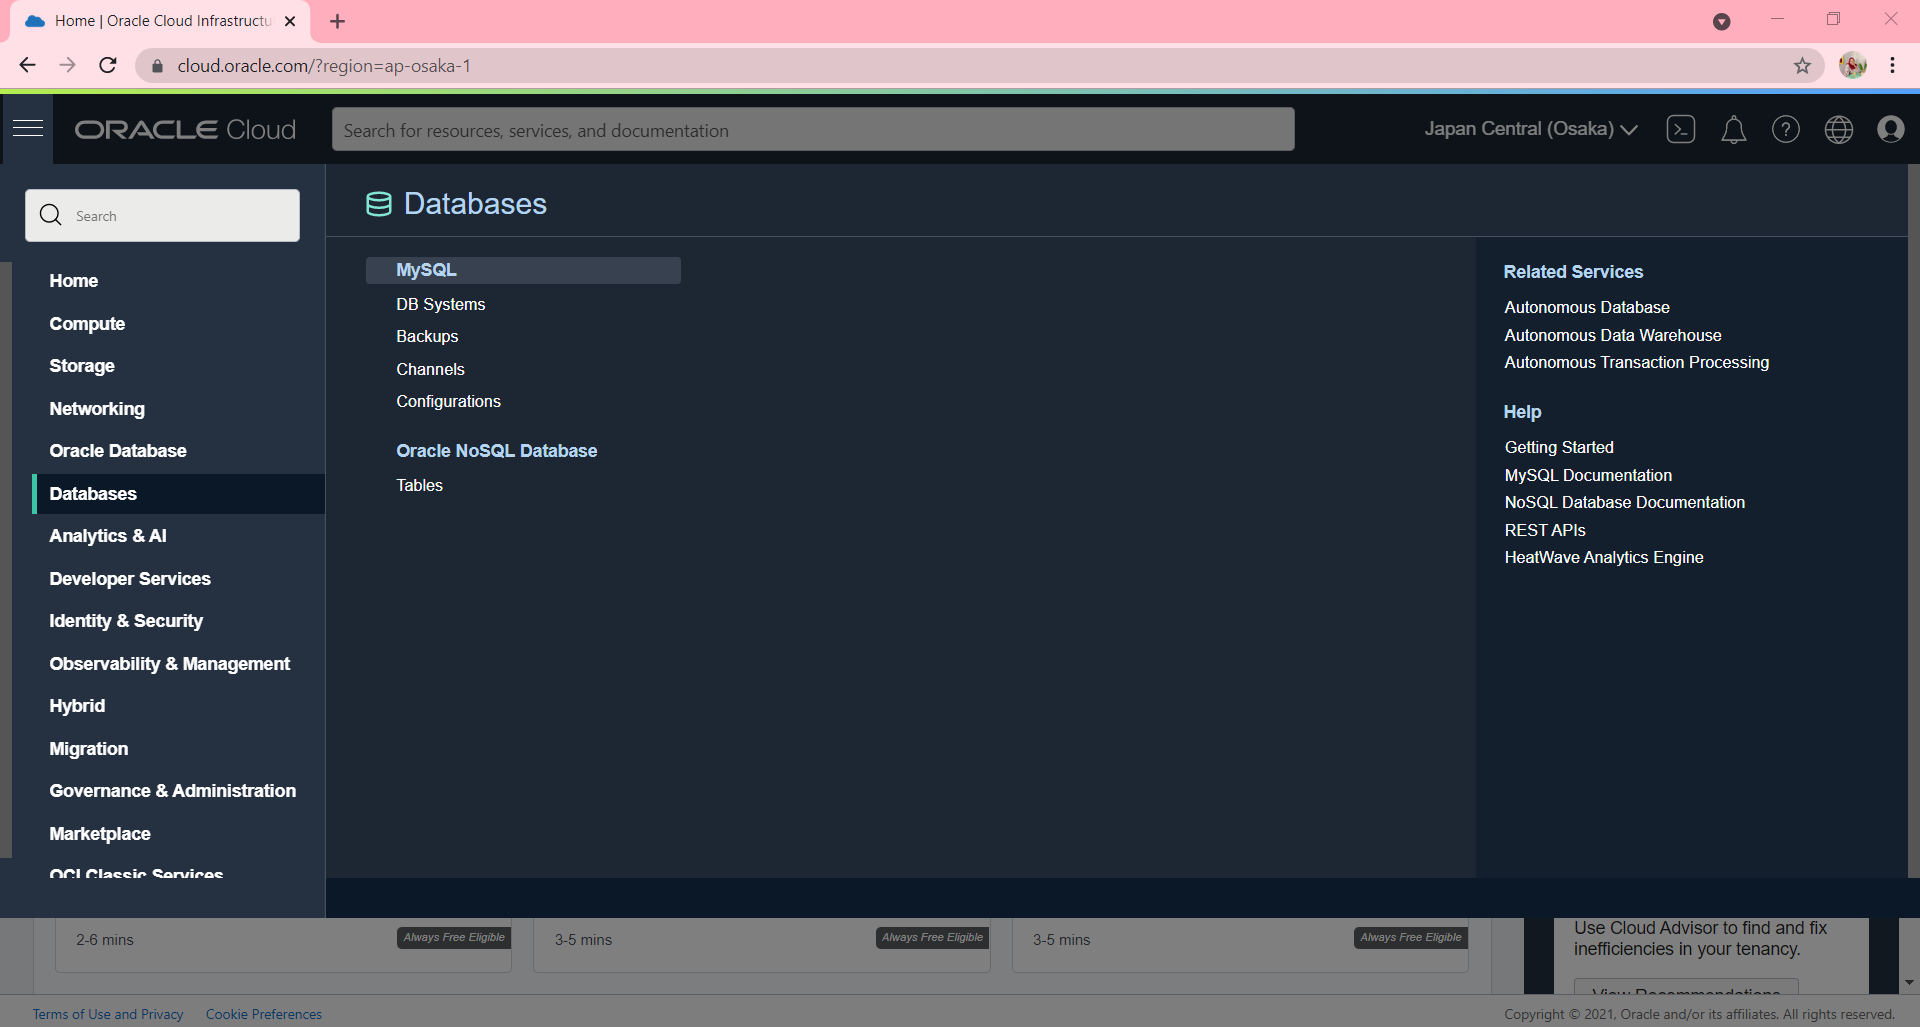 Home | Oracle Cloud Infrastructu
cloud.oracle.com/?region=ap-osaka-1
ORACLE Cloud
Search for resources, services, and documentation
Japan Central (Osaka)
Search
Home
Compute
Storage
Networking
Oracle Database
Databases
Analytics & AI
Developer Services
Identity & Security
Observability & Management
Hybrid
Migration
Governance & Administration
Marketplace
OCI Classic Services
Databases
MySQL
DB Systems
Backups
Channels
Configurations
Oracle NoSQL Database
Tables
Related Services
Autonomous Database
Autonomous Data Warehouse
Autonomous Transaction Processing
Help
Getting Started
MySQL Documentation
NoSQL Database Documentation
REST APIs
HeatWave Analytics Engine
2-6 mins
Always Free Eligible
3-5 mins
Always Free Eligible
3-5 mins
Always Free Eligible
Use Cloud Advisor to find and fix
inefficiencies in your tenancy.
View Recommendations
Terms of Use and Privacy
Cookie Preferences
Copyright © 2021, Oracle and/or its affiliates. All rights reserved.